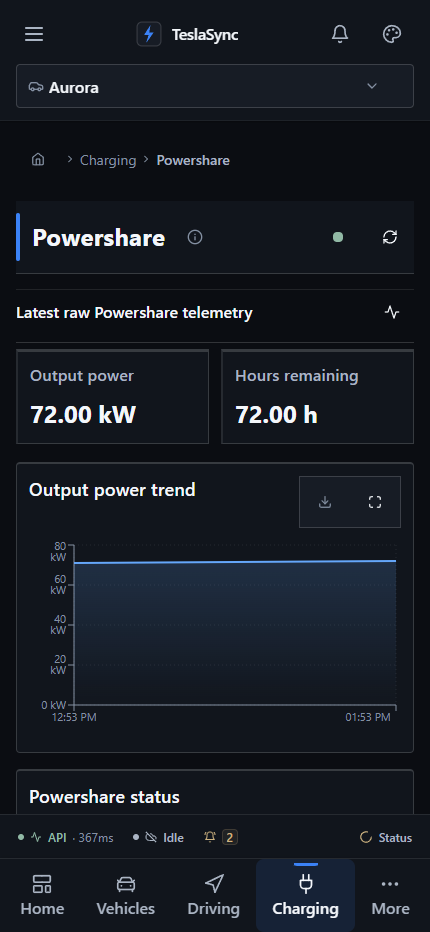 TeslaSync
Aurora
Charging
Powershare
Powershare
Latest raw Powershare telemetry
Output power
72.00 kW
Hours remaining
72.00 h
Output power trend
80
kW
60
kW
40
kW
20
kW
0 kW
12:53 PM
01:53 PM
Powershare status
API · 367ms
Idle
2
Status
Home
Vehicles
Driving
Charging
More